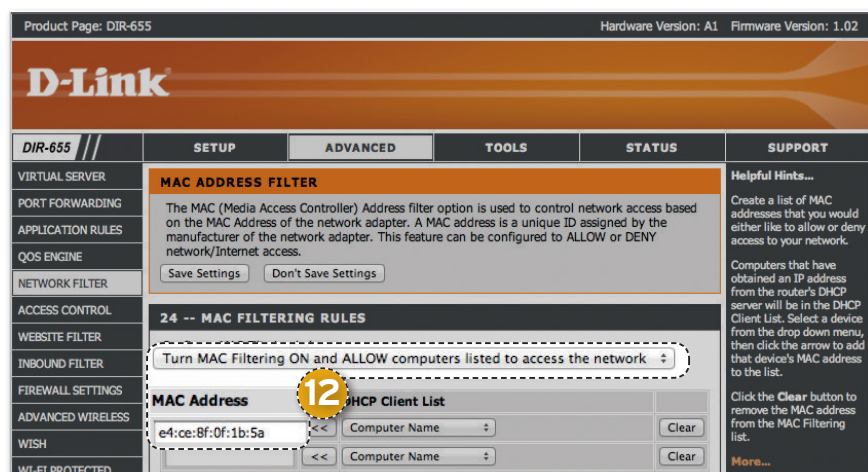 Product Page: DIR-655
Hardware Version: A1
Firmware Version: 1.02
D-Link
DIR-655
SETUP
ADVANCED
TOOLS
STATUS
SUPPORT
VIRTUAL SERVER
PORT FORWARDING
APPLICATION RULES
QOS ENGINE
NETWORK FILTER
ACCESS CONTROL
WEBSITE FILTER
INBOUND FILTER
FIREWALL SETTINGS
ADVANCED WIRELESS
WISH
WI-FI PROTECTED
MAC ADDRESS FILTER
The MAC (Media Access Controller) Address filter option is used to control network access based
on the MAC Address of the network adapter. A MAC address is a unique ID assigned by the
manufacturer of the network adapter. This feature can be configured to ALLOW or DENY
network/Internet access.
Save Settings
Don't Save Settings
24 -- MAC FILTERING RULES
Turn MAC Filtering ON and ALLOW computers listed to access the network
12
MAC Address
HCP Client List
e4:ce:8f:0f:1b:5a
<<
Computer Name
Clear
<<
Computer Name
Clear
Helpful Hints...
Create a list of MAC
addresses that you would
either like to allow or deny
access to your network.
Computers that have
obtained an IP address
from the router's DHCP
server will be in the DHCP
Client List. Select a device
from the drop down menu,
then click the arrow to add
that device's MAC address
to the list.
Click the Clear button to
remove the MAC address
from the MAC Filtering
list.
More...